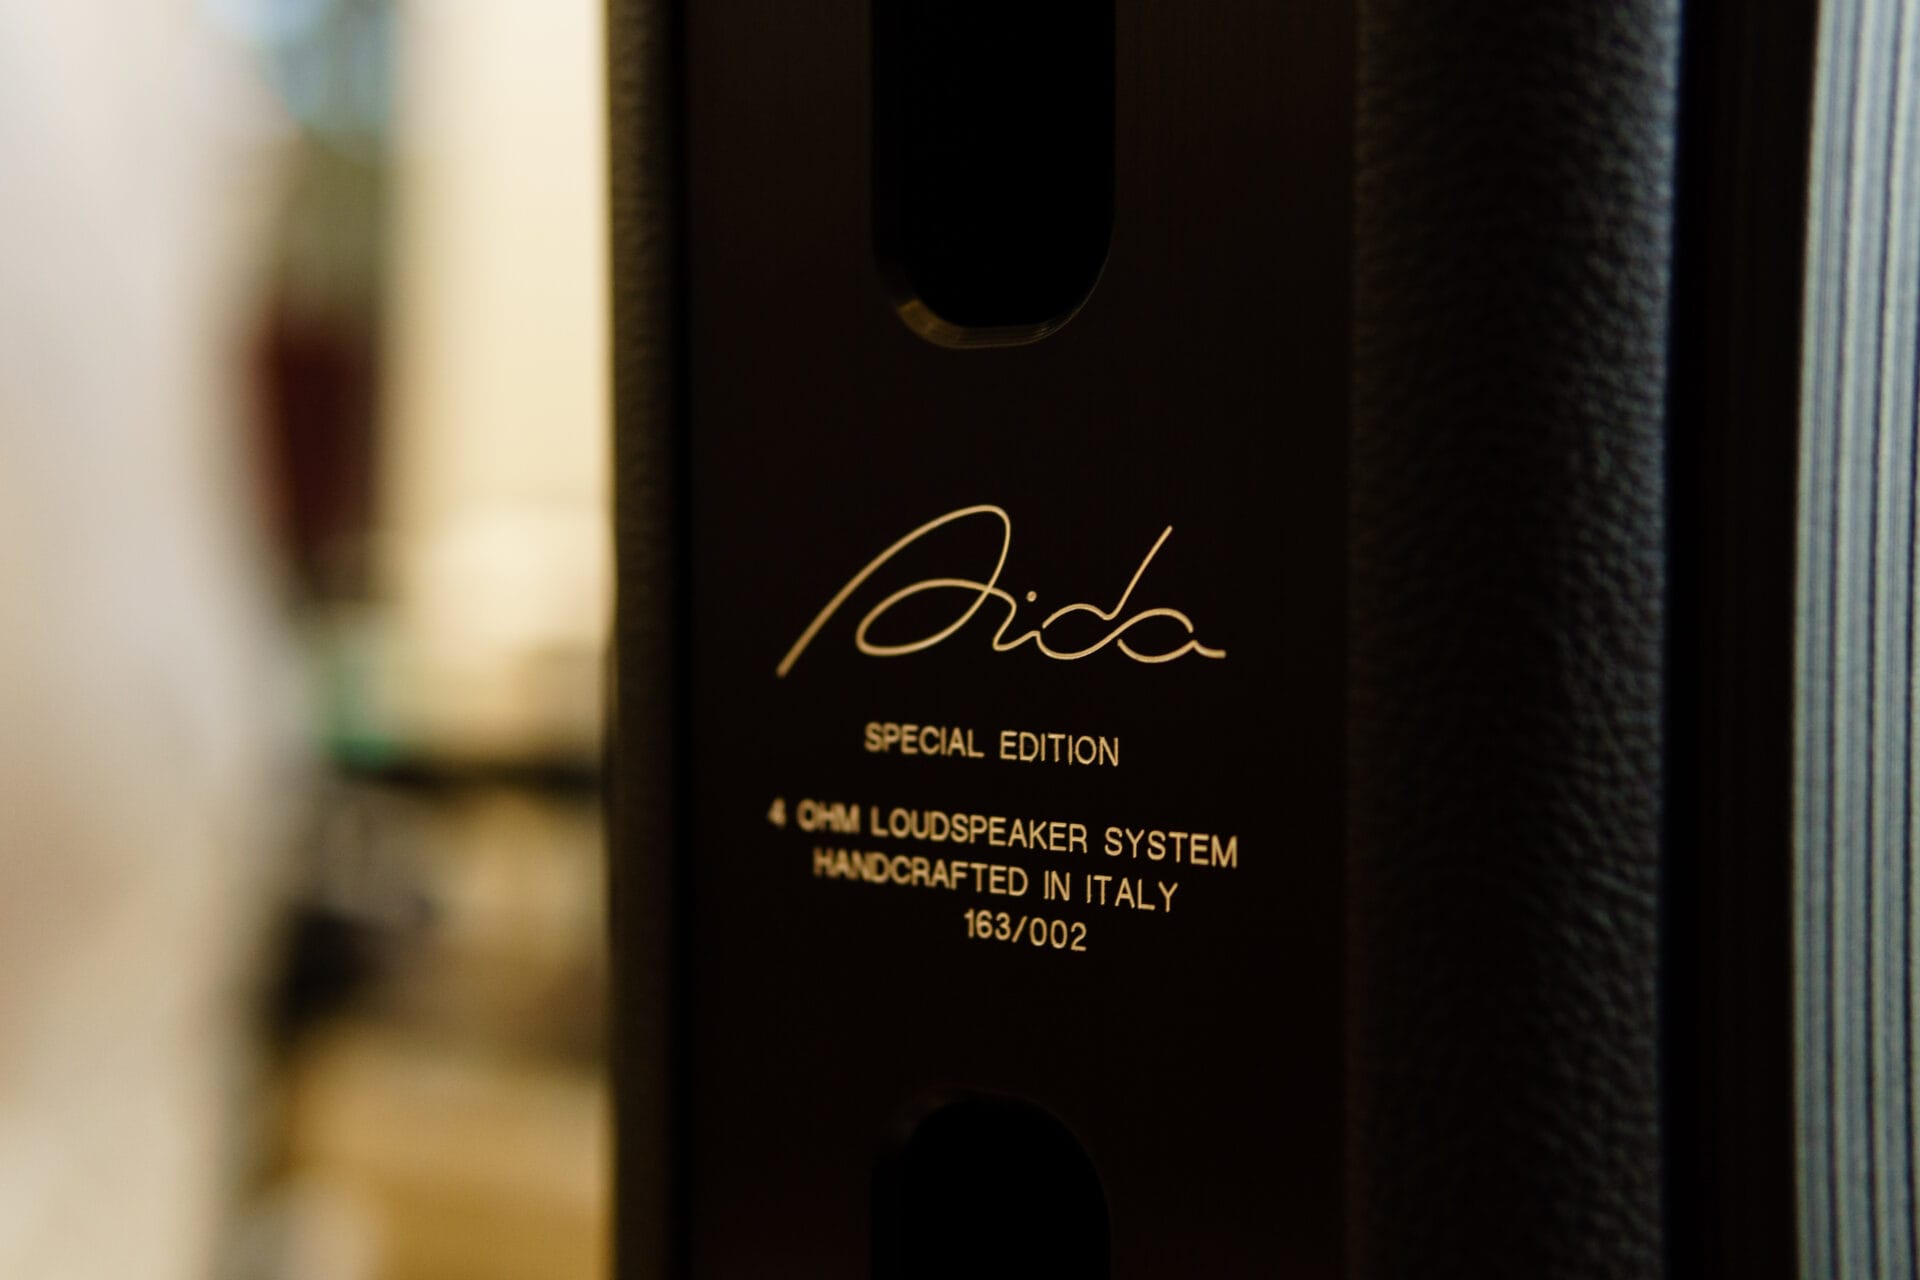 Aida
SPECIAL EDITION
4 OHM LOUDSPEAKER SYSTEM
HANDCRAFTED IN ITALY
163/002